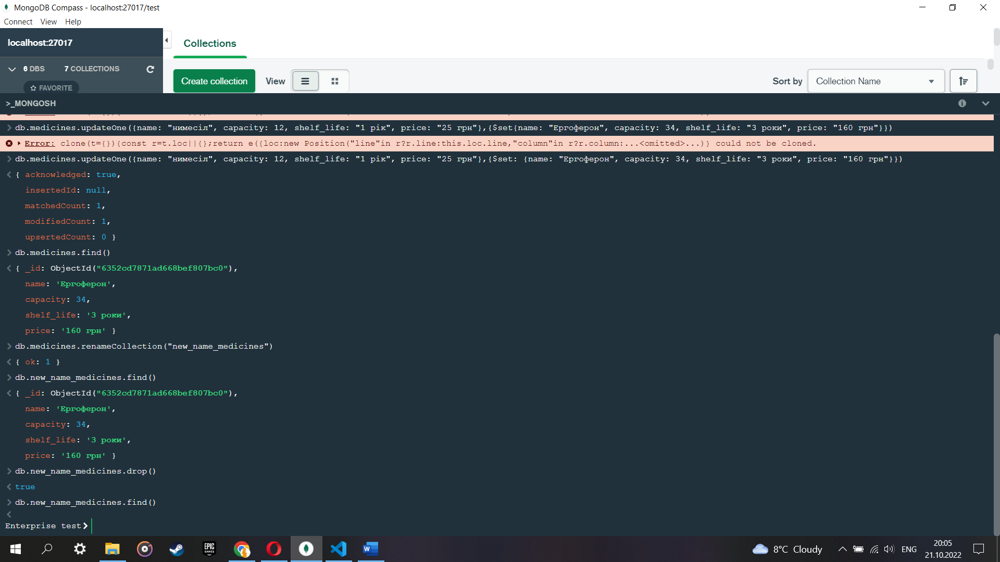 MongoDB Compass - localhost:27017/test
Connect View Help
localhost:27017
Collections
6 DBS 7 COLLECTIONS
FAVORITE
Create collection View Sort by Collection Name
>_MONGOSH
db.medicines.updateOne({name: "нимесіл", capacity: 12, shelf_life: "1 рік", price: "25 грн"},{$set{name: "Ергоферон", capacity: 34, shelf_life: "3 роки", price: "160 грн"}})
Error: clone(t={}){const r=t.loc||{};return e({loc:new Position("line"in r?r.line:this.loc.line,"column"in r?r.column:...<omitted>...)} could not be cloned.
db.medicines.updateOne({name: "нимесіл", capacity: 12, shelf_life: "1 рік", price: "25 грн"},{$set: {name: "Ергоферон", capacity: 34, shelf_life: "3 роки", price: "160 грн"}})
{ acknowledged: true,
insertedId: null,
matchedCount: 1,
modifiedCount: 1,
upsertedCount: 0 }
db.medicines.find()
{ _id: ObjectId("6352cd7871ad668bef807bc0"),
name: 'Ергоферон',
capacity: 34,
shelf_life: '3 роки',
price: '160 грн' }
db.medicines.renameCollection("new_name_medicines")
{ ok: 1 }
db.new_name_medicines.find()
{ _id: ObjectId("6352cd7871ad668bef807bc0"),
name: 'Ергоферон',
capacity: 34,
shelf_life: '3 роки',
price: '160 грн' }
db.new_name_medicines.drop()
true
db.new_name_medicines.find()
Enterprise test>
EPIC GAMES
8°C Cloudy
ENG
20:05
21.10.2022